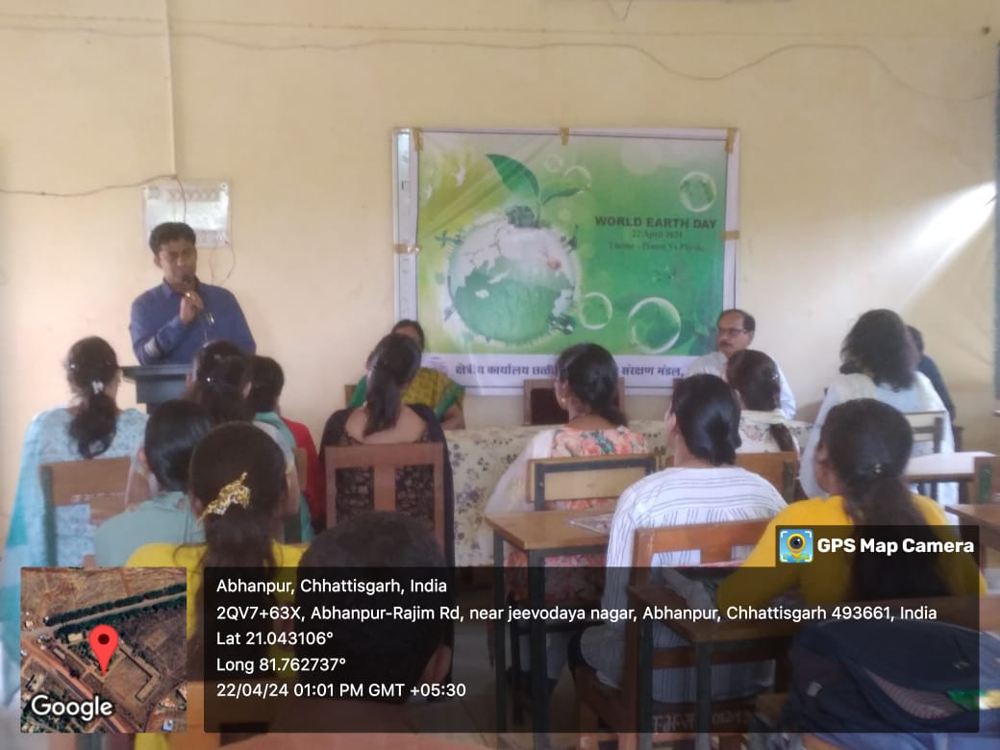 WORLD EARTH DAY
22 April 2024
Theme - Planet Vs Plastic
क्षेत्रीय कार्यालय छत्तीस
संरक्षण मंडल,
GPS Map Camera
Abhanpur, Chhattisgarh, India
2QV7+63X, Abhanpur-Rajim Rd, near jeevodaya nagar, Abhanpur, Chhattisgarh 493661, India
Lat 21.043106°
Long 81.762737°
22/04/24 01:01 PM GMT +05:30
Google